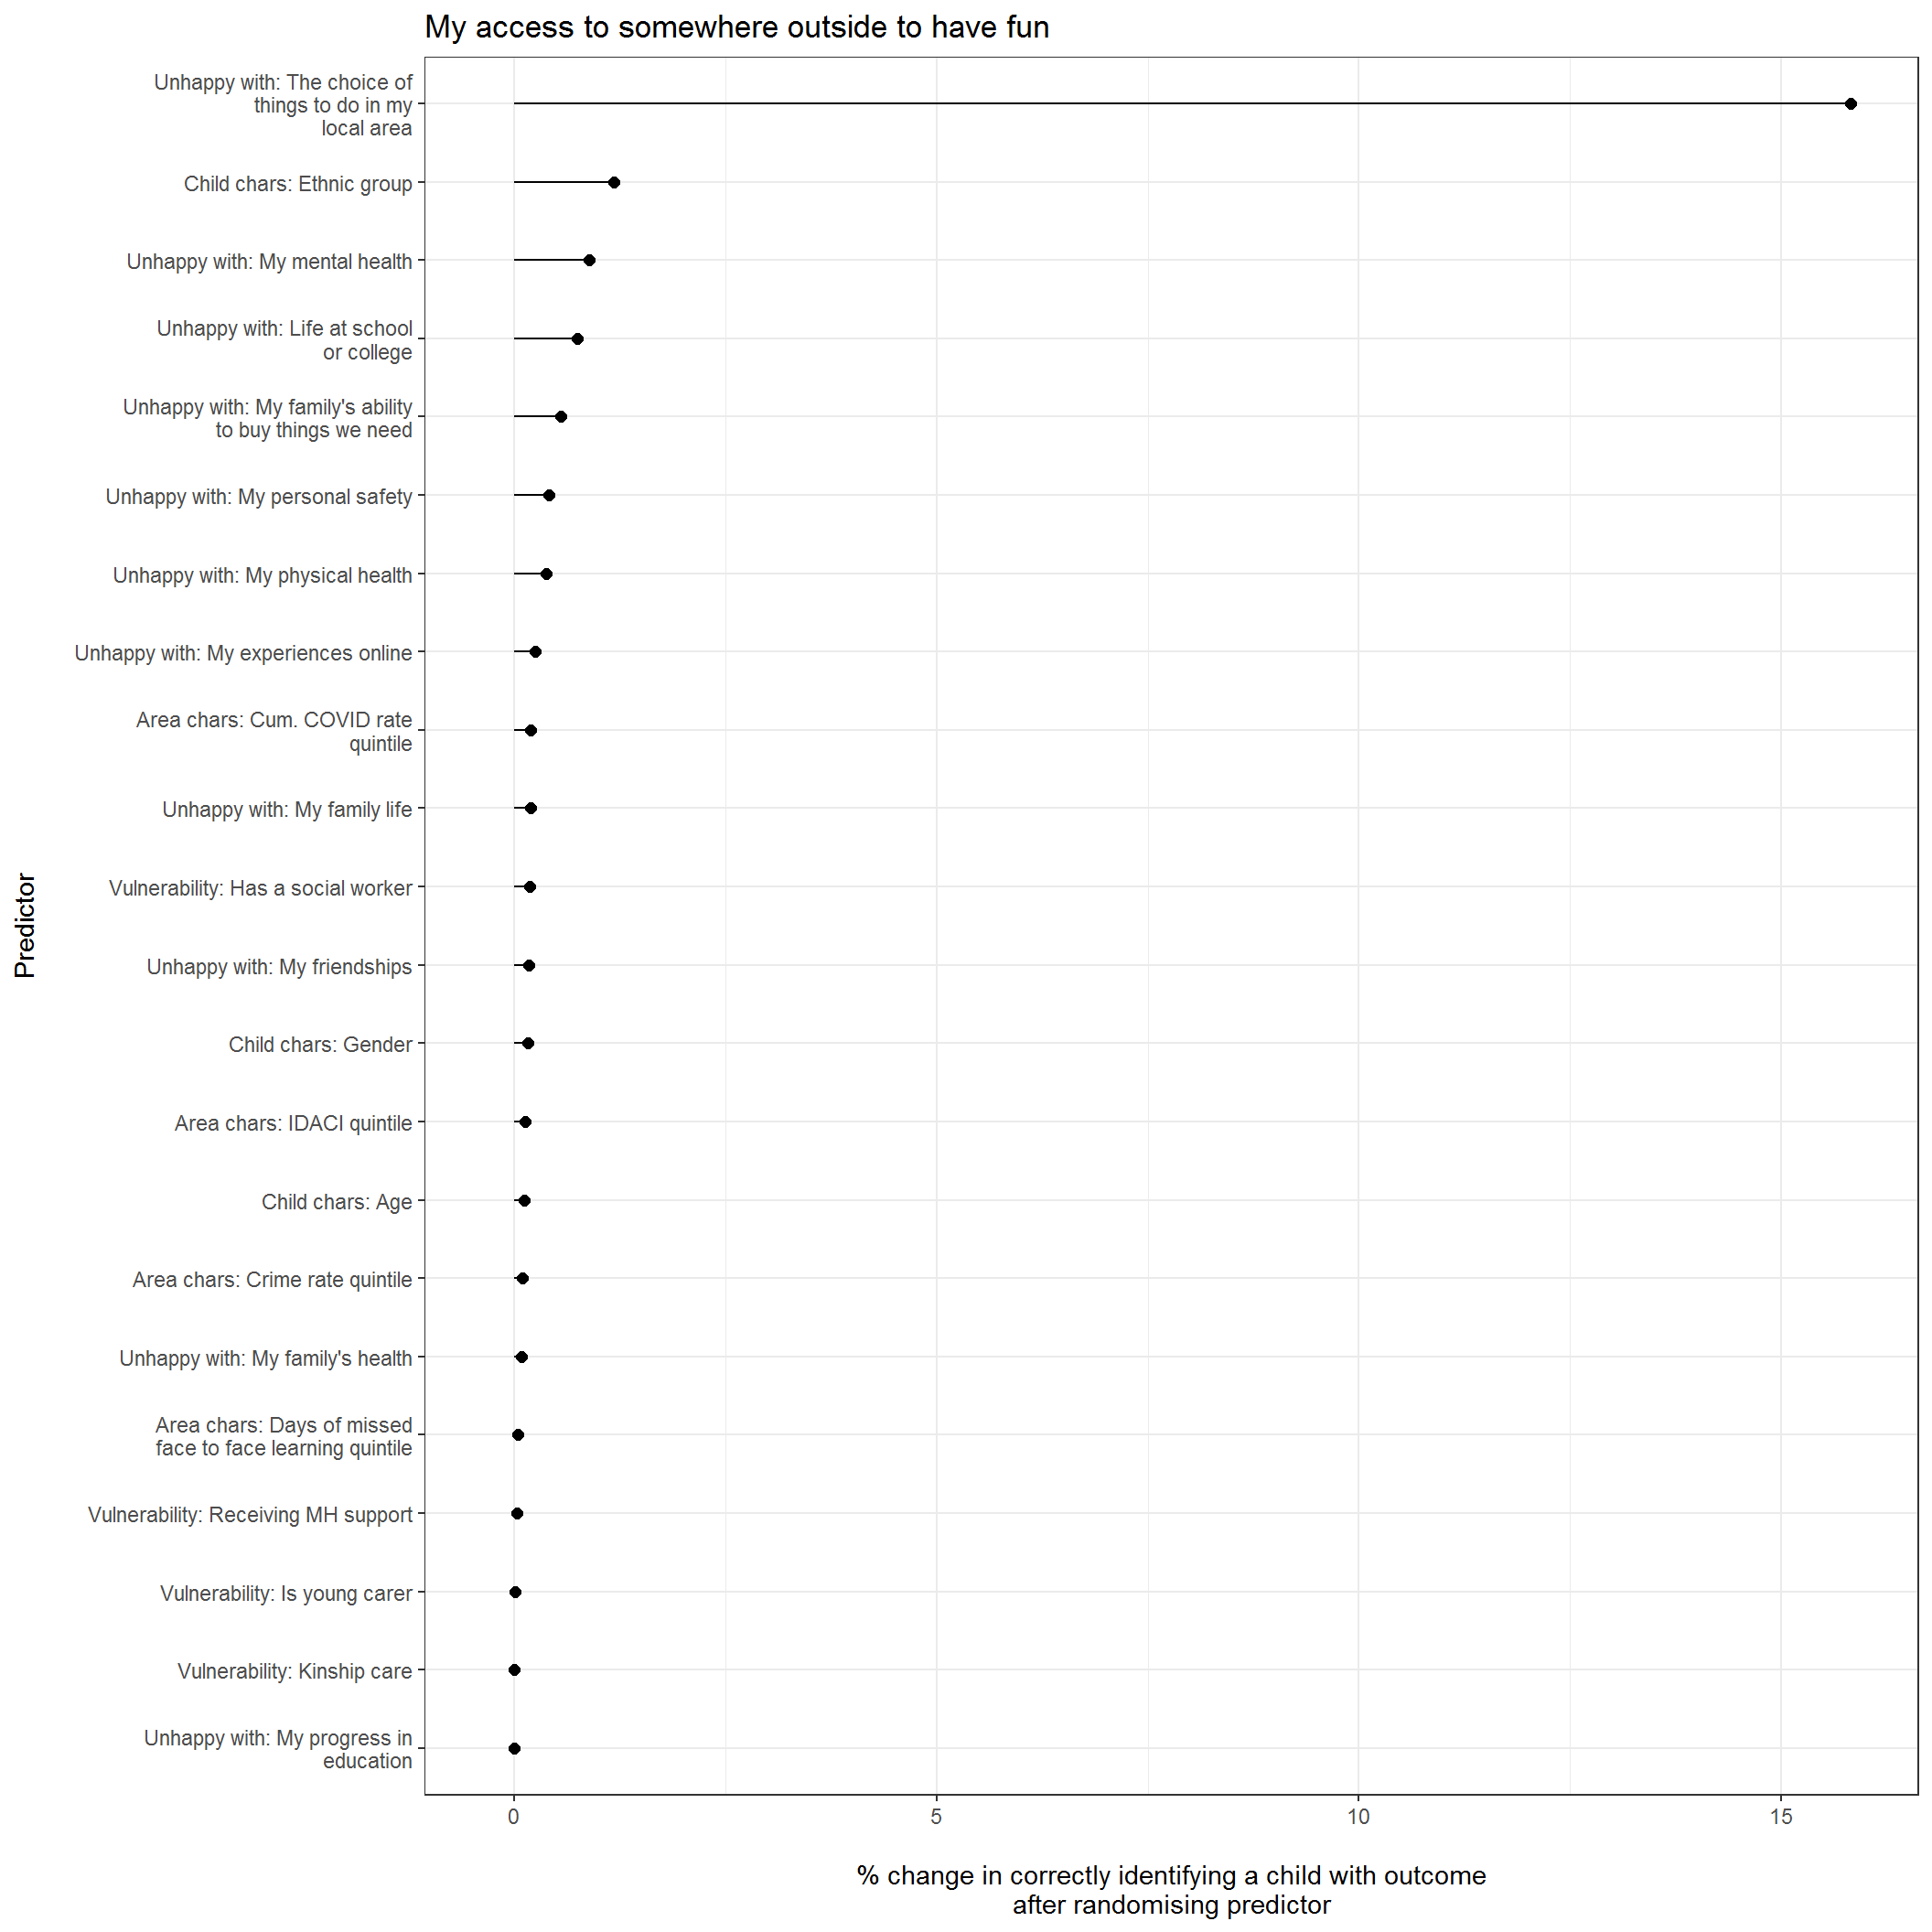 My access to somewhere outside to have fun
Unhappy with: The choice of
things to do in my
local area
Child chars: Ethnic group
Unhappy with: My mental health
Unhappy with: Life at school
or college
Unhappy with: My family's ability
to buy things we need
Unhappy with: My personal safety
Unhappy with: My physical health
Unhappy with: My experiences online
Area chars: Cum. COVID rate
quintile
Unhappy with: My family life
Vulnerability: Has a social worker
Unhappy with: My friendships
Child chars: Gender
Area chars: IDACI quintile
Child chars: Age
Area chars: Crime rate quintile
Unhappy with: My family's health
Area chars: Days of missed
face to face learning quintile
Vulnerability: Receiving MH support
Vulnerability: Is young carer
Vulnerability: Kinship care
Unhappy with: My progress in
education
Predictor
0 5 10 15
% change in correctly identifying a child with outcome
after randomising predictor